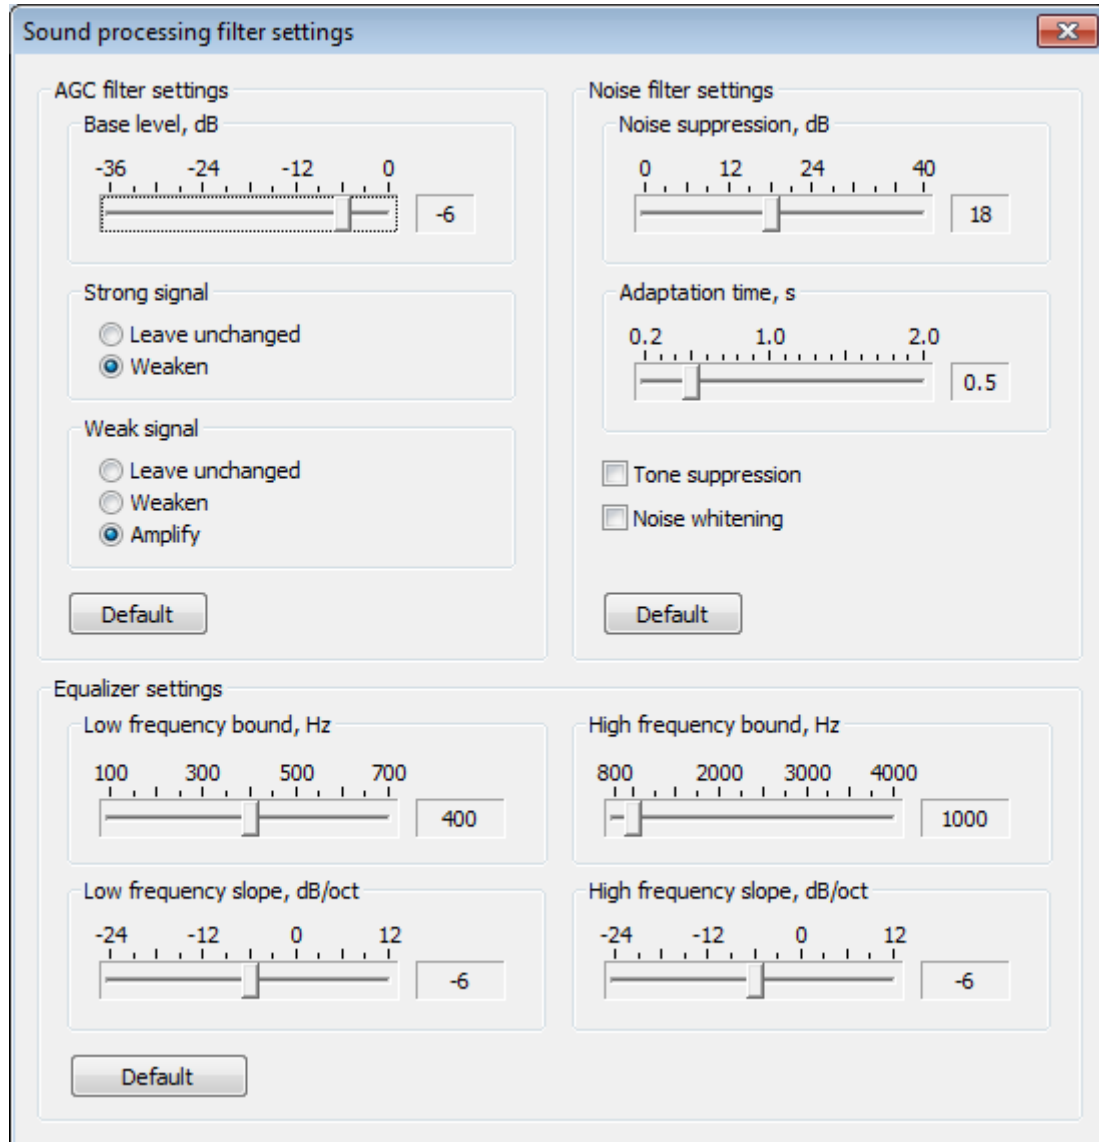 Sound processing filter settings
AGC filter settings
Base level, dB
-36 -24 -12 0
-6
Strong signal
Leave unchanged
Weaken
Weak signal
Leave unchanged
Weaken
Amplify
Default
Noise filter settings
Noise suppression, dB
0 12 24 40
18
Adaptation time, s
0.2 1.0 2.0
0.5
Tone suppression
Noise whitening
Default
Equalizer settings
Low frequency bound, Hz
100 300 500 700
400
High frequency bound, Hz
800 2000 3000 4000
1000
Low frequency slope, dB/oct
-24 -12 0 12
-6
High frequency slope, dB/oct
-24 -12 0 12
-6
Default